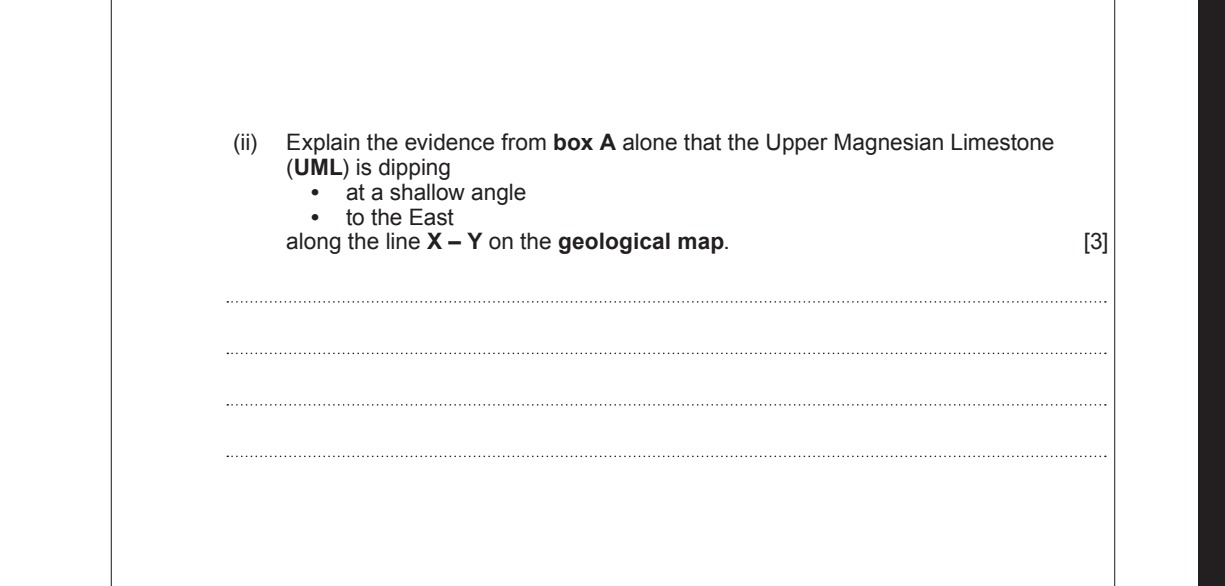 (ii) Explain the evidence from box A alone that the Upper Magnesian Limestone
(UML) is dipping
• at a shallow angle
• to the East
along the line X – Y on the geological map. [3]